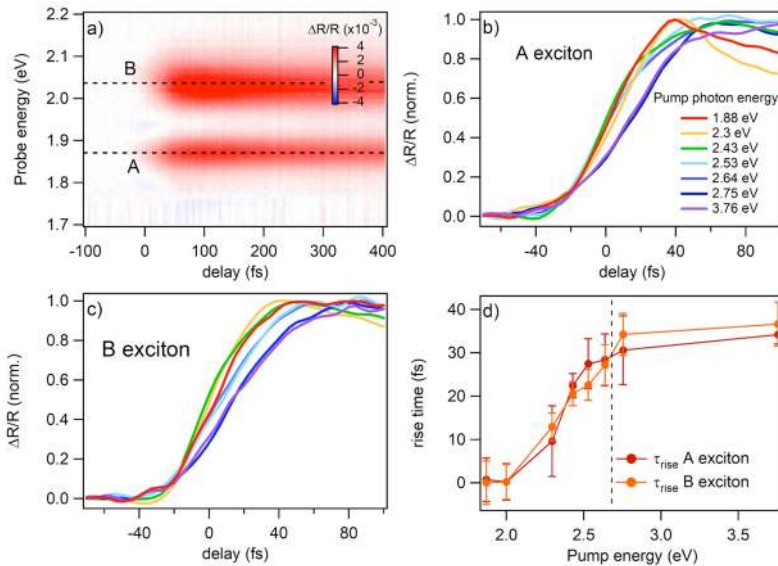 a)
ΔR/R (x10⁻³)
4
2
0
-2
-4
B
A
2.2
2.1
2.0
1.9
1.8
1.7
Probe energy (eV)
-100 0 100 200 300 400
delay (fs)
b)
A exciton
Pump photon energy
1.88 eV
2.3 eV
2.43 eV
2.53 eV
2.64 eV
2.75 eV
3.76 eV
1.0
0.8
0.6
0.4
0.2
0.0
ΔR/R (norm.)
-40 0 40 80
delay (fs)
c)
B exciton
1.0
0.8
0.6
0.4
0.2
0.0
ΔR/R (norm.)
-40 0 40 80
delay (fs)
d)
40
30
20
10
0
rise time (fs)
τrise A exciton
τrise B exciton
2.0 2.5 3.0 3.5
Pump energy (eV)